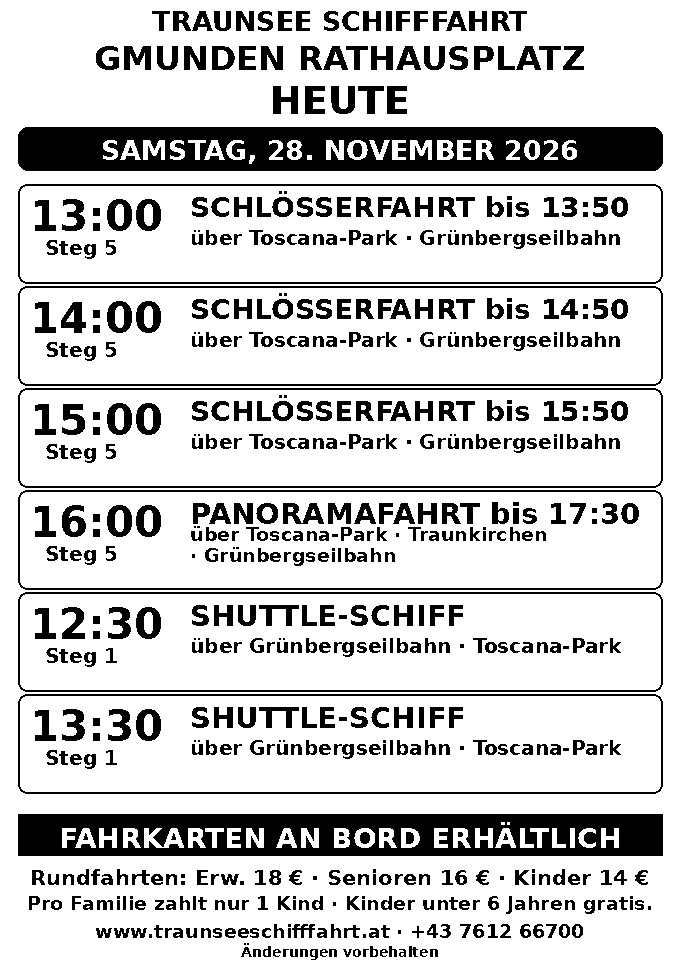 TRAUNSEE SCHIFFFAHRT
GMUNDEN RATHAUSPLATZ
HEUTE
SAMSTAG, 28. NOVEMBER 2026
13:00
Steg 5
SCHLÖSSERFAHRT bis 13:50
über Toscana-Park · Grünbergseilbahn
14:00
Steg 5
SCHLÖSSERFAHRT bis 14:50
über Toscana-Park · Grünbergseilbahn
15:00
Steg 5
SCHLÖSSERFAHRT bis 15:50
über Toscana-Park · Grünbergseilbahn
16:00
Steg 5
PANORAMAFAHRT bis 17:30
über Toscana-Park · Traunkirchen
· Grünbergseilbahn
12:30
Steg 1
SHUTTLE-SCHIFF
über Grünbergseilbahn · Toscana-Park
13:30
Steg 1
SHUTTLE-SCHIFF
über Grünbergseilbahn · Toscana-Park
FAHRKARTEN AN BORD ERHÄLTLICH
Rundfahrten: Erw. 18 € · Senioren 16 € · Kinder 14 €
Pro Familie zahlt nur 1 Kind · Kinder unter 6 Jahren gratis.
www.traunseeschifffahrt.at · +43 7612 66700
Änderungen vorbehalten